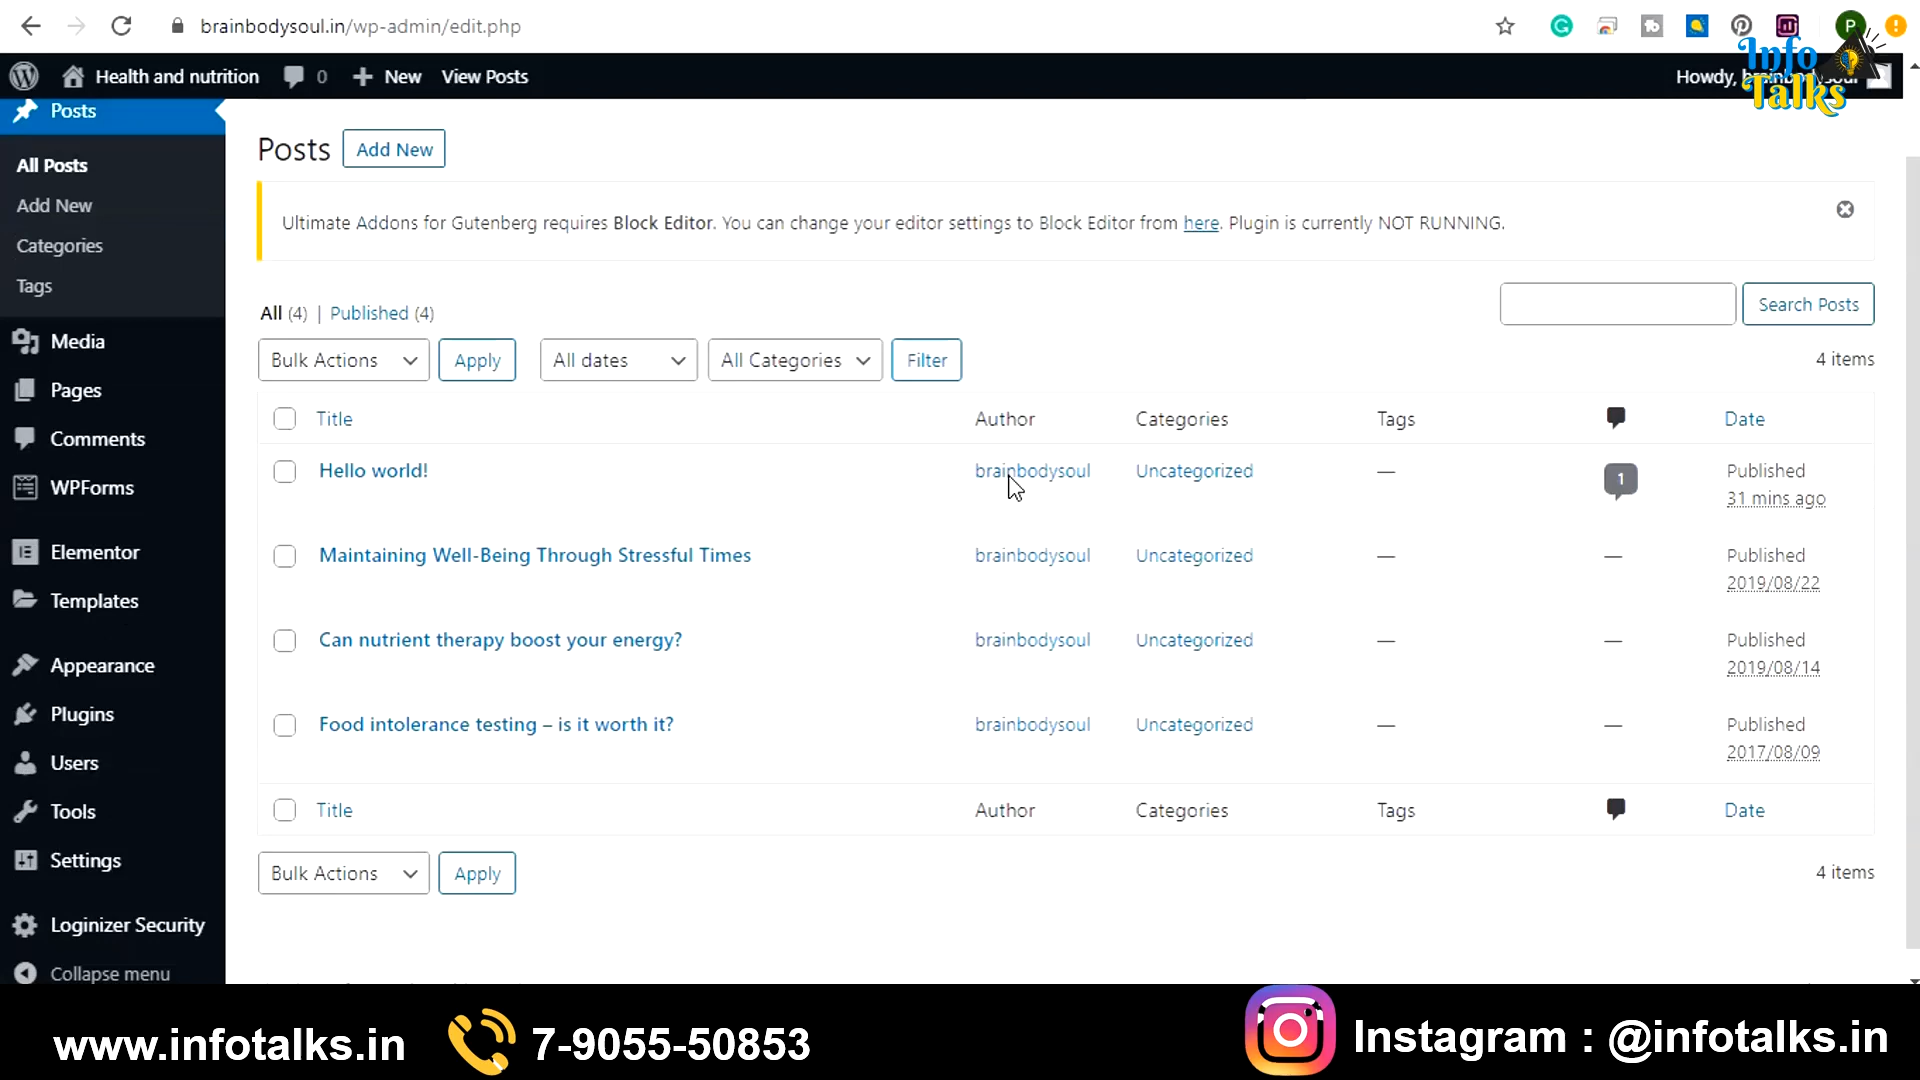 brainbodysoul.in/wp-admin/edit.php
P
Health and nutrition 0 New View Posts
Howdy,
Info
Talks
Posts
All Posts
Add New
Categories
Tags
Media
Pages
Comments
WPForms
Elementor
Templates
Appearance
Plugins
Users
Tools
Settings
Loginizer Security
Collapse menu
Posts Add New
Ultimate Addons for Gutenberg requires Block Editor. You can change your editor settings to Block Editor from here. Plugin is currently NOT RUNNING.
All (4) | Published (4)
Search Posts
Bulk Actions Apply All dates All Categories Filter
4 items
Title Author Categories Tags Date
Hello world! brainbodysoul Uncategorized — 1 Published
31 mins ago
Maintaining Well-Being Through Stressful Times brainbodysoul Uncategorized — — Published
2019/08/22
Can nutrient therapy boost your energy? brainbodysoul Uncategorized — — Published
2019/08/14
Food intolerance testing – is it worth it? brainbodysoul Uncategorized — — Published
2017/08/09
Title Author Categories Tags Date
Bulk Actions Apply
4 items
www.infotalks.in 7-9055-50853 Instagram : @infotalks.in